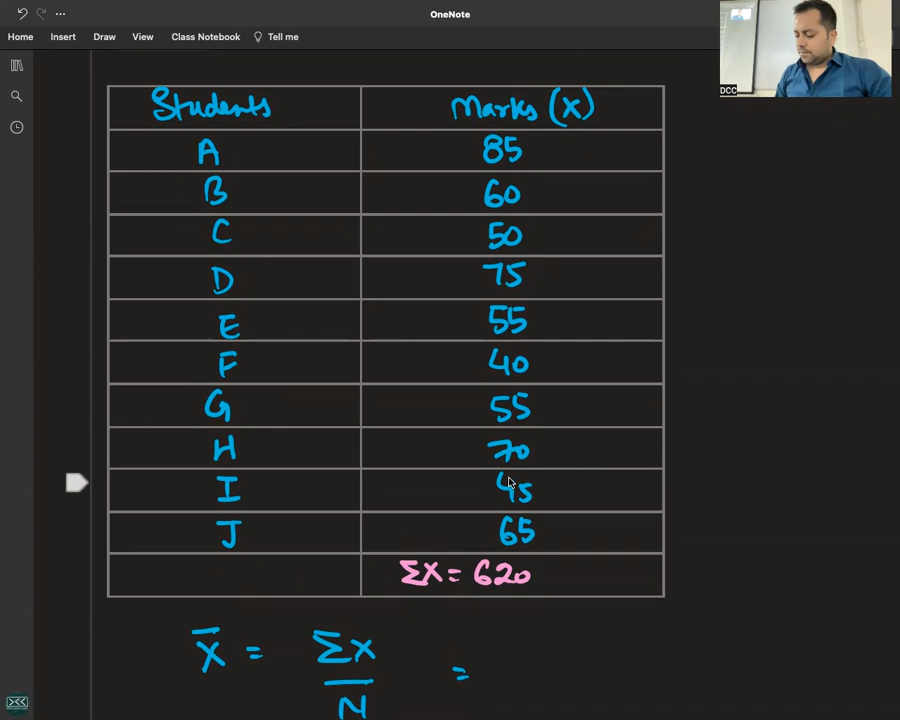 OneNote
Home Insert Draw View Class Notebook Tell me
DCC
Students Marks (X)
A 85
B 60
C 50
D 75
E 55
F 40
G 55
H 70
I 45
J 65
ΣX = 620
X̄ = ΣX =
N